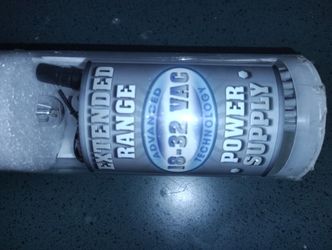 EXTENDED
RANGE
ADVANCED
18-32 VAC
TECHNOLOGY
POWER
SUPPLY